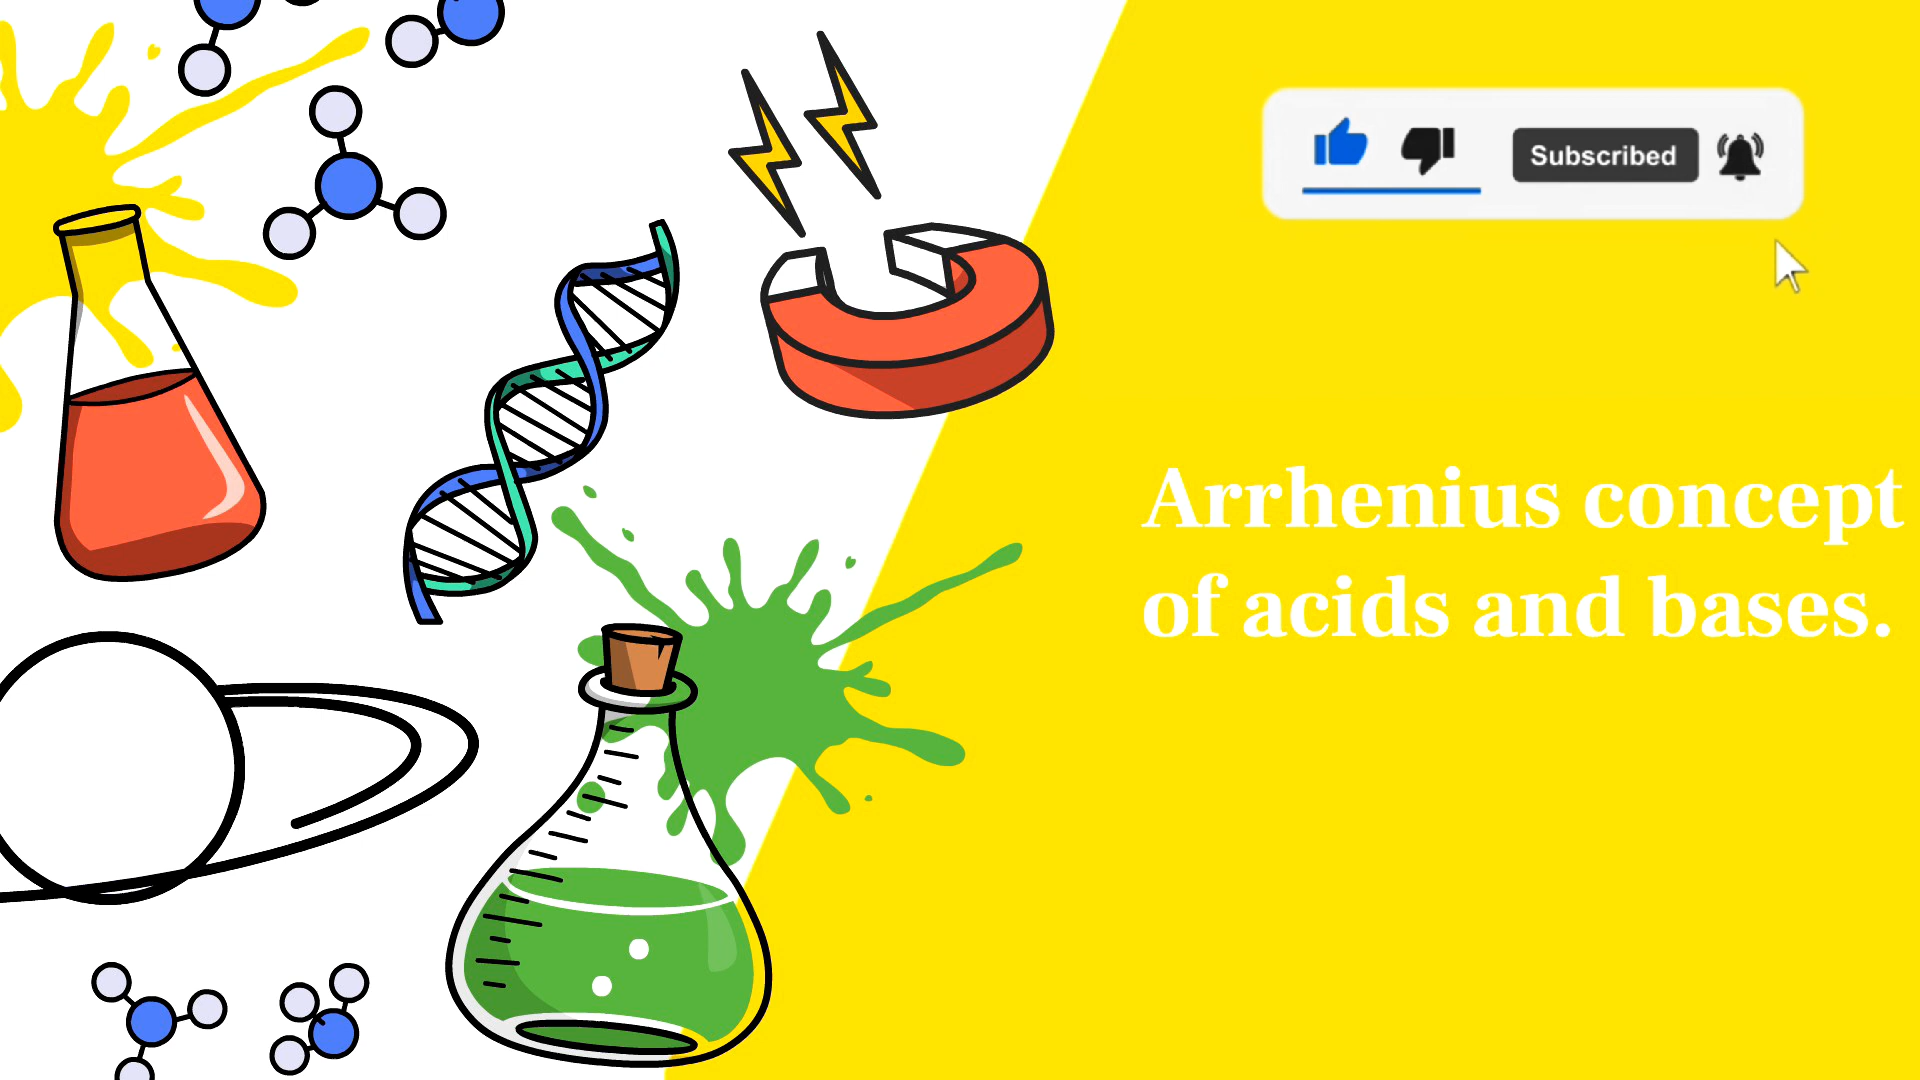 Subscribed
Arrhenius concept
of acids and bases.